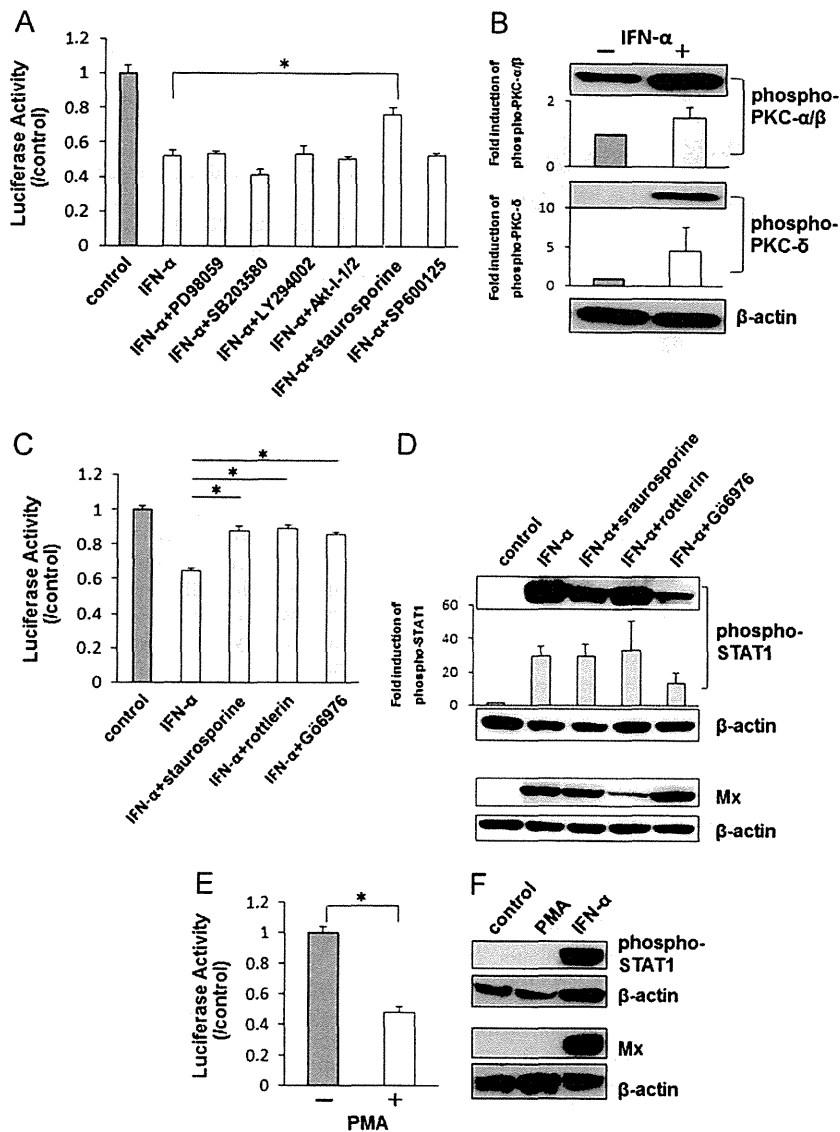 A
Luciferase Activity
(/control)
1.2
1
0.8
0.6
0.4
0.2
0
*
control
IFN-α
IFN-α+PD98059
IFN-α+SB203580
IFN-α+LY294002
IFN-α+Akt-I-1/2
IFN-α+staurosporine
IFN-α+SP600125
B
IFN-α
− +
Fold induction of
phospho-PKC-α/β
2
1
0
phospho-
PKC-α/β
Fold induction of
phospho-PKC-δ
10
5
0
phospho-
PKC-δ
β-actin
C
Luciferase Activity
(/control)
1.2
1
0.8
0.6
0.4
0.2
0
*
*
*
control
IFN-α
IFN-α+staurosporine
IFN-α+rottlerin
IFN-α+Gö6976
D
control
IFN-α
IFN-α+sraurosporine
IFN-α+rottlerin
IFN-α+Gö6976
Fold induction of
phospho-STAT1
60
40
20
0
phospho-
STAT1
β-actin
Mx
β-actin
E
Luciferase Activity
(/control)
1.2
1
0.8
0.6
0.4
0.2
0
*
− +
PMA
F
control
PMA
IFN-α
phospho-
STAT1
β-actin
Mx
β-actin